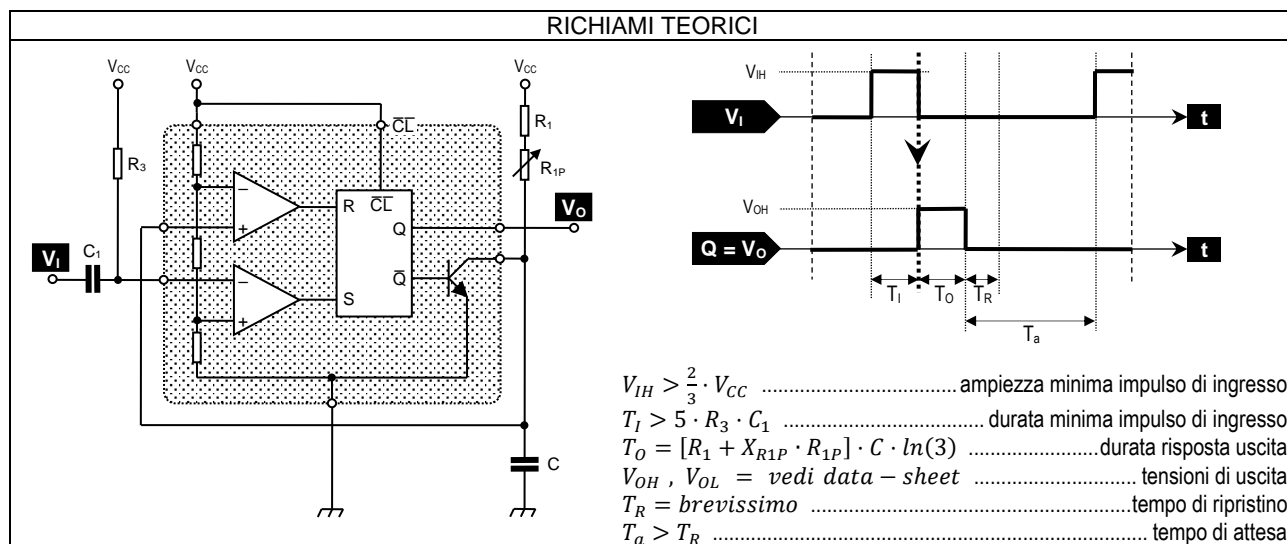 RICHIAMI TEORICI
VCC
VCC
VCC
CL
R1
R1P
R3
C1
VI
R
CL
Q
Q
S
VO
C
VIH
VI
t
VOH
Q = VO
t
TI
TO
TR
Ta
VIH > 2/3 · VCC ................................... ampiezza minima impulso di ingresso
TI > 5 · R3 · C1 ........................................ durata minima impulso di ingresso
TO = [R1 + XR1P · R1P] · C · ln(3) ........................ durata risposta uscita
VOH , VOL = vedi data − sheet ............................ tensioni di uscita
TR = brevissimo ......................................................... tempo di ripristino
Ta > TR ........................................................................ tempo di attesa